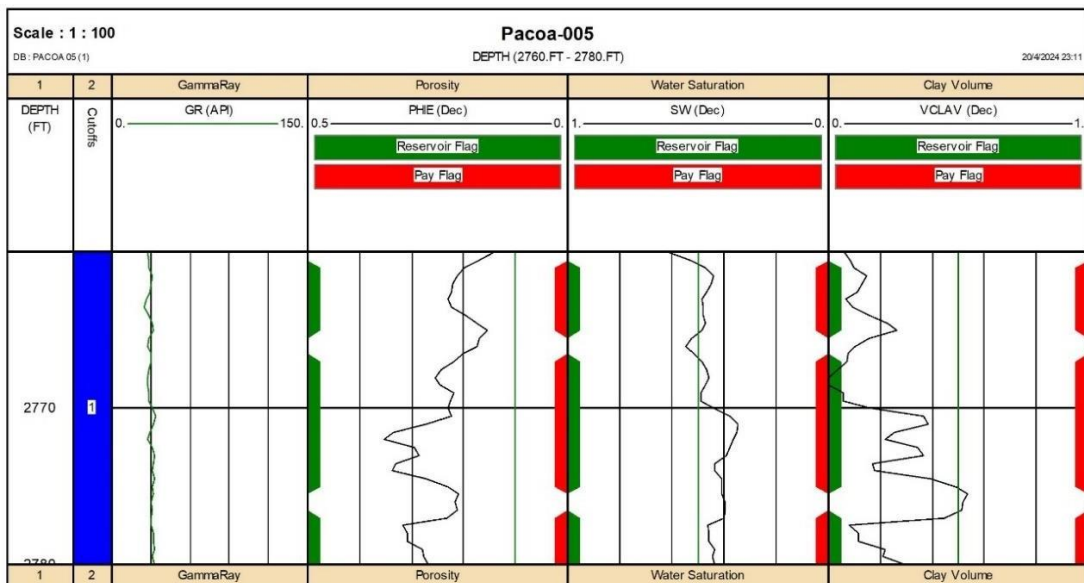 Scale : 1 : 100
Pacoa-005
DB : PACOA 05 (1)
DEPTH (2760.FT - 2780.FT)
20/4/2024 23:11
1 2 GammaRay Porosity Water Saturation Clay Volume
DEPTH (FT)
Cutoffs
GR (API)
0. 150.
PHIE (Dec)
0.5 0.
Reservoir Flag
Pay Flag
SW (Dec)
1. 0.
Reservoir Flag
Pay Flag
VCLAV (Dec)
0. 1.
Reservoir Flag
Pay Flag
2770
1
2780
1 2 GammaRay Porosity Water Saturation Clay Volume